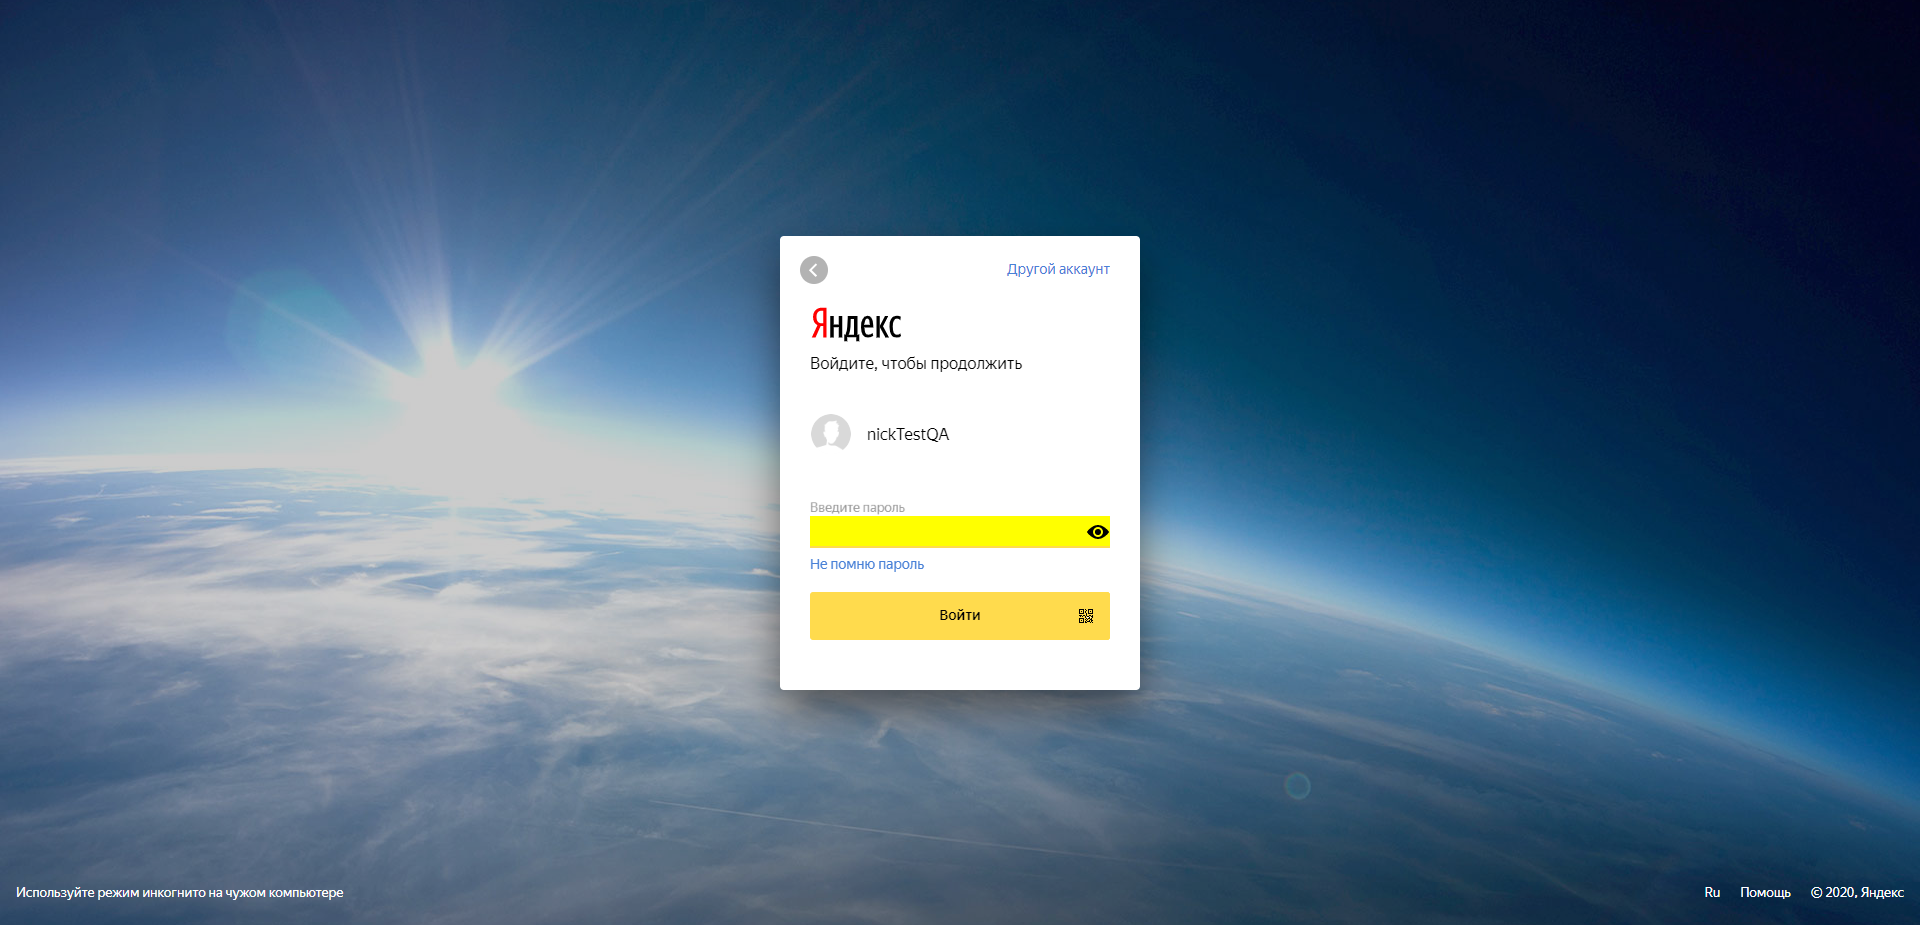 Другой аккаунт
Яндекс
Войдите, чтобы продолжить
nickTestQA
Введите пароль
Не помню пароль
Войти
Используйте режим инкогнито на чужом компьютере
Ru Помощь © 2020, Яндекс